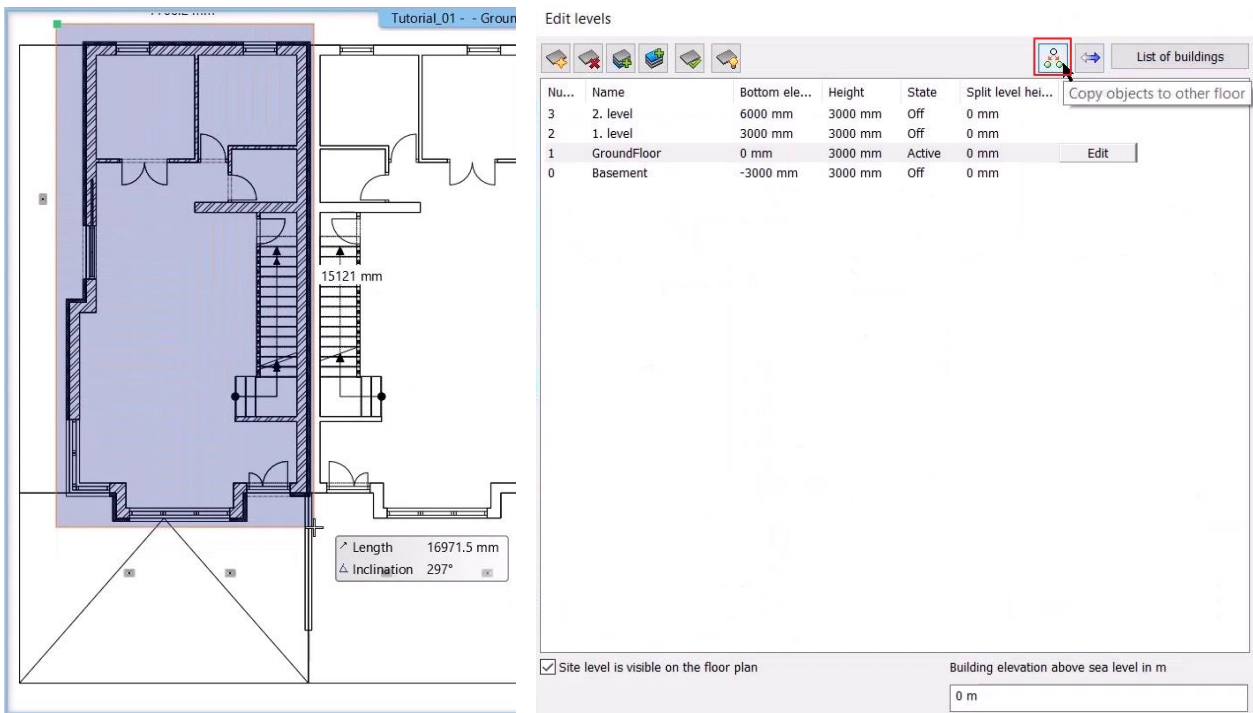 Tutorial_01 - - Groun
15121 mm
Length 16971.5 mm
Inclination 297°
Edit levels
List of buildings
Nu... Name Bottom ele... Height State Split level hei...
Copy objects to other floor
3 2. level 6000 mm 3000 mm Off 0 mm
2 1. level 3000 mm 3000 mm Off 0 mm
1 GroundFloor 0 mm 3000 mm Active 0 mm Edit
0 Basement -3000 mm 3000 mm Off 0 mm
Site level is visible on the floor plan
Building elevation above sea level in m
0 m